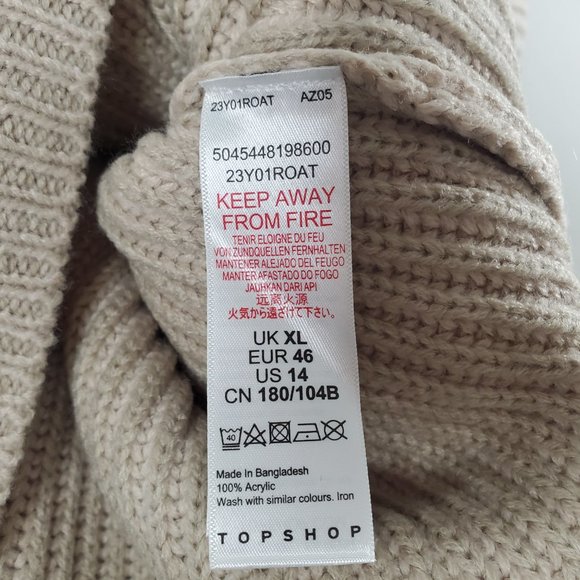 23Y01ROAT AZ05
5045448198600
23Y01ROAT
KEEP AWAY
FROM FIRE
TENIR ELOIGNE DU FEU
VON ZUNDQUELLEN FERNHALTEN
MANTENER ALEJADO DEL FEUGO
MANTER AFASTADO DO FOGO
JAUHKAN DARI API
远离火源
火気から遠ざけて下さい。
UK XL
EUR 46
US 14
CN 180/104B
40
Made In Bangladesh
100% Acrylic
Wash with similar colours. Iron
TOPSHOP